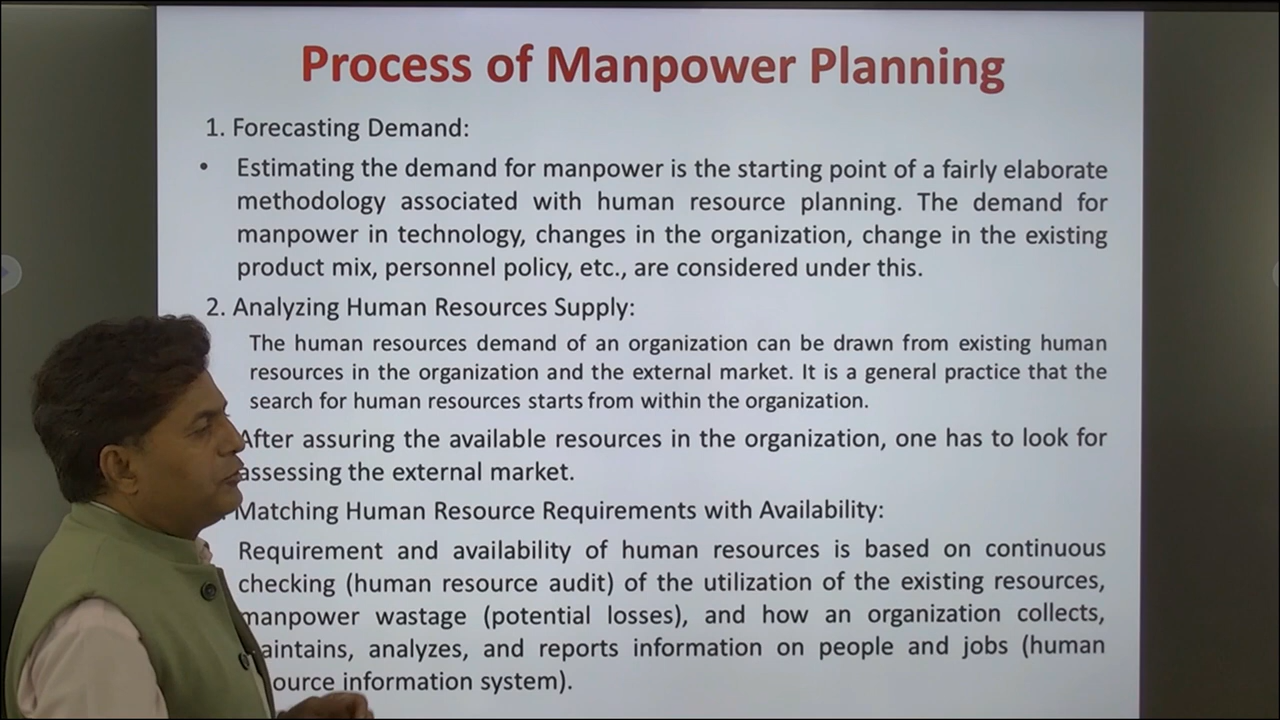 Process of Manpower Planning
1. Forecasting Demand:
• Estimating the demand for manpower is the starting point of a fairly elaborate
methodology associated with human resource planning. The demand for
manpower in technology, changes in the organization, change in the existing
product mix, personnel policy, etc., are considered under this.
2. Analyzing Human Resources Supply:
The human resources demand of an organization can be drawn from existing human
resources in the organization and the external market. It is a general practice that the
search for human resources starts from within the organization.
After assuring the available resources in the organization, one has to look for
assessing the external market.
Matching Human Resource Requirements with Availability:
Requirement and availability of human resources is based on continuous
checking (human resource audit) of the utilization of the existing resources,
manpower wastage (potential losses), and how an organization collects,
aintains, analyzes, and reports information on people and jobs (human
ource information system).